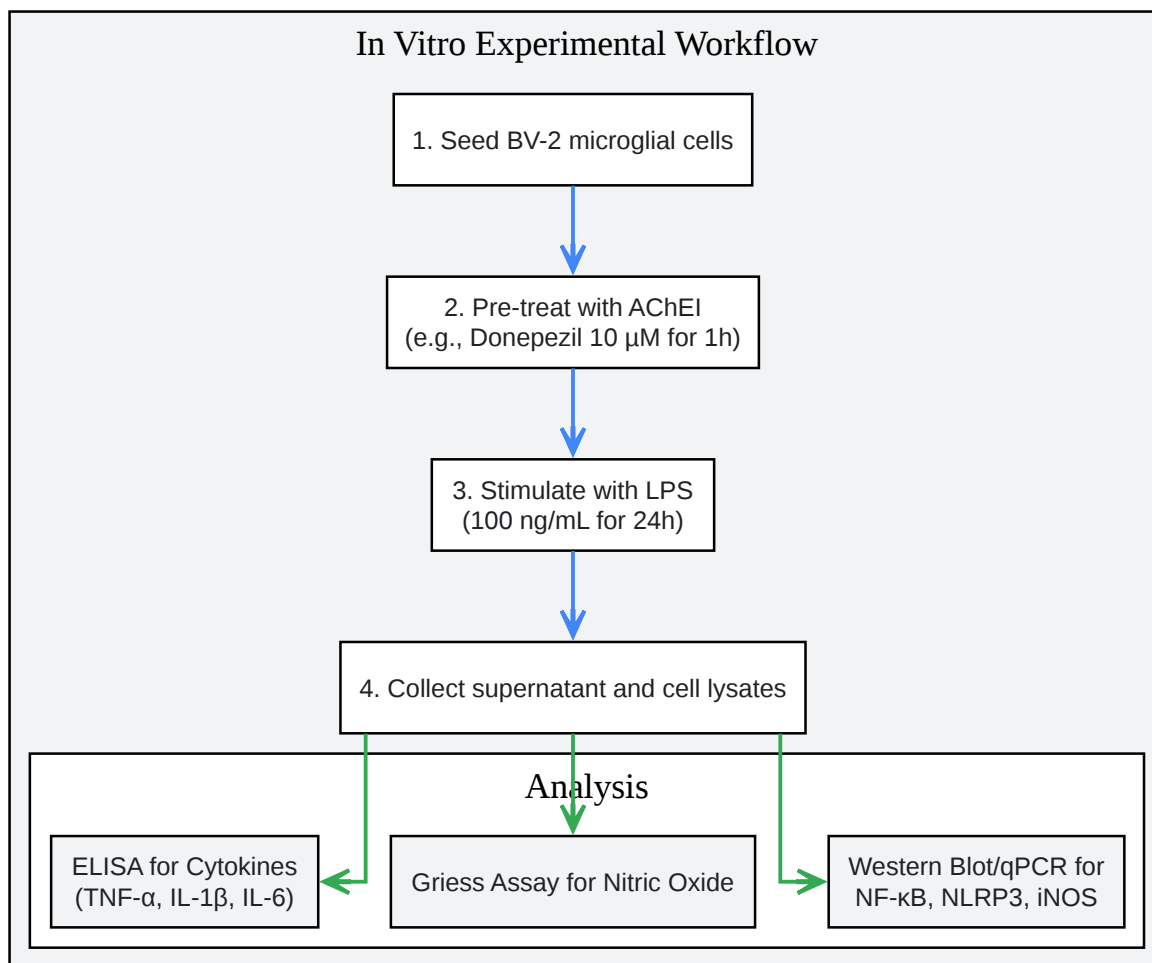 In Vitro Experimental Workflow
1. Seed BV-2 microglial cells
2. Pre-treat with AChEI
(e.g., Donepezil 10 µM for 1h)
3. Stimulate with LPS
(100 ng/mL for 24h)
4. Collect supernatant and cell lysates
Analysis
ELISA for Cytokines
(TNF-α, IL-1β, IL-6)
Griess Assay for Nitric Oxide
Western Blot/qPCR for
NF-κB, NLRP3, iNOS